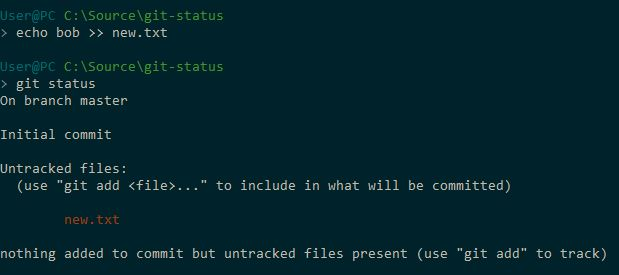 User@PC C:\Source\git-status
> echo bob >> new.txt
User@PC C:\Source\git-status
> git status
On branch master
Initial commit
Untracked files:
(use "git add <file>..." to include in what will be committed)
new.txt
nothing added to commit but untracked files present (use "git add" to track)